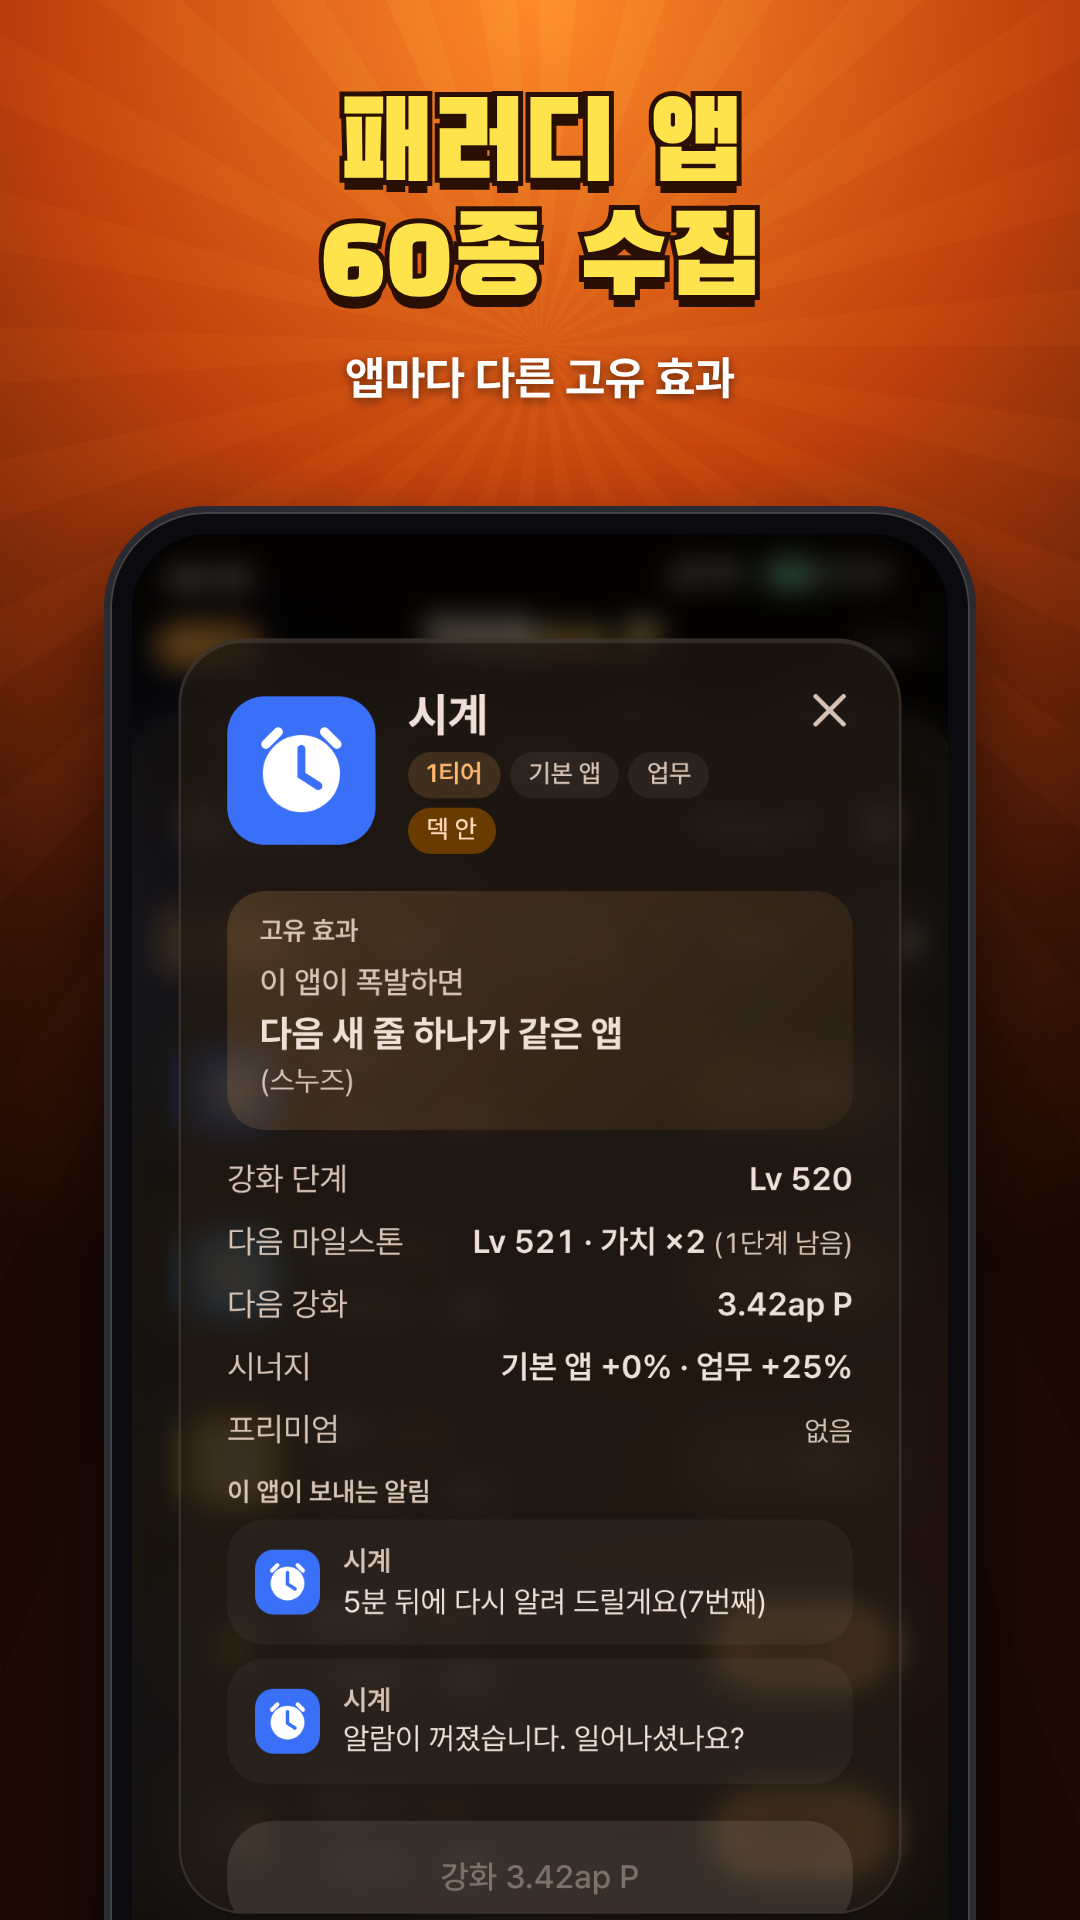 패러디 앱
60종 수집
앱마다 다른 고유 효과
시계
1티어 기본 앱 업무
덱 안
고유 효과
이 앱이 폭발하면
다음 새 줄 하나가 같은 앱
(스누즈)
강화 단계 Lv 520
다음 마일스톤 Lv 521 · 가치 ×2 (1단계 남음)
다음 강화 3.42ap P
시너지 기본 앱 +0% · 업무 +25%
프리미엄 없음
이 앱이 보내는 알림
시계
5분 뒤에 다시 알려 드릴게요(7번째)
시계
알람이 꺼졌습니다. 일어나셨나요?
강화 3.42ap P